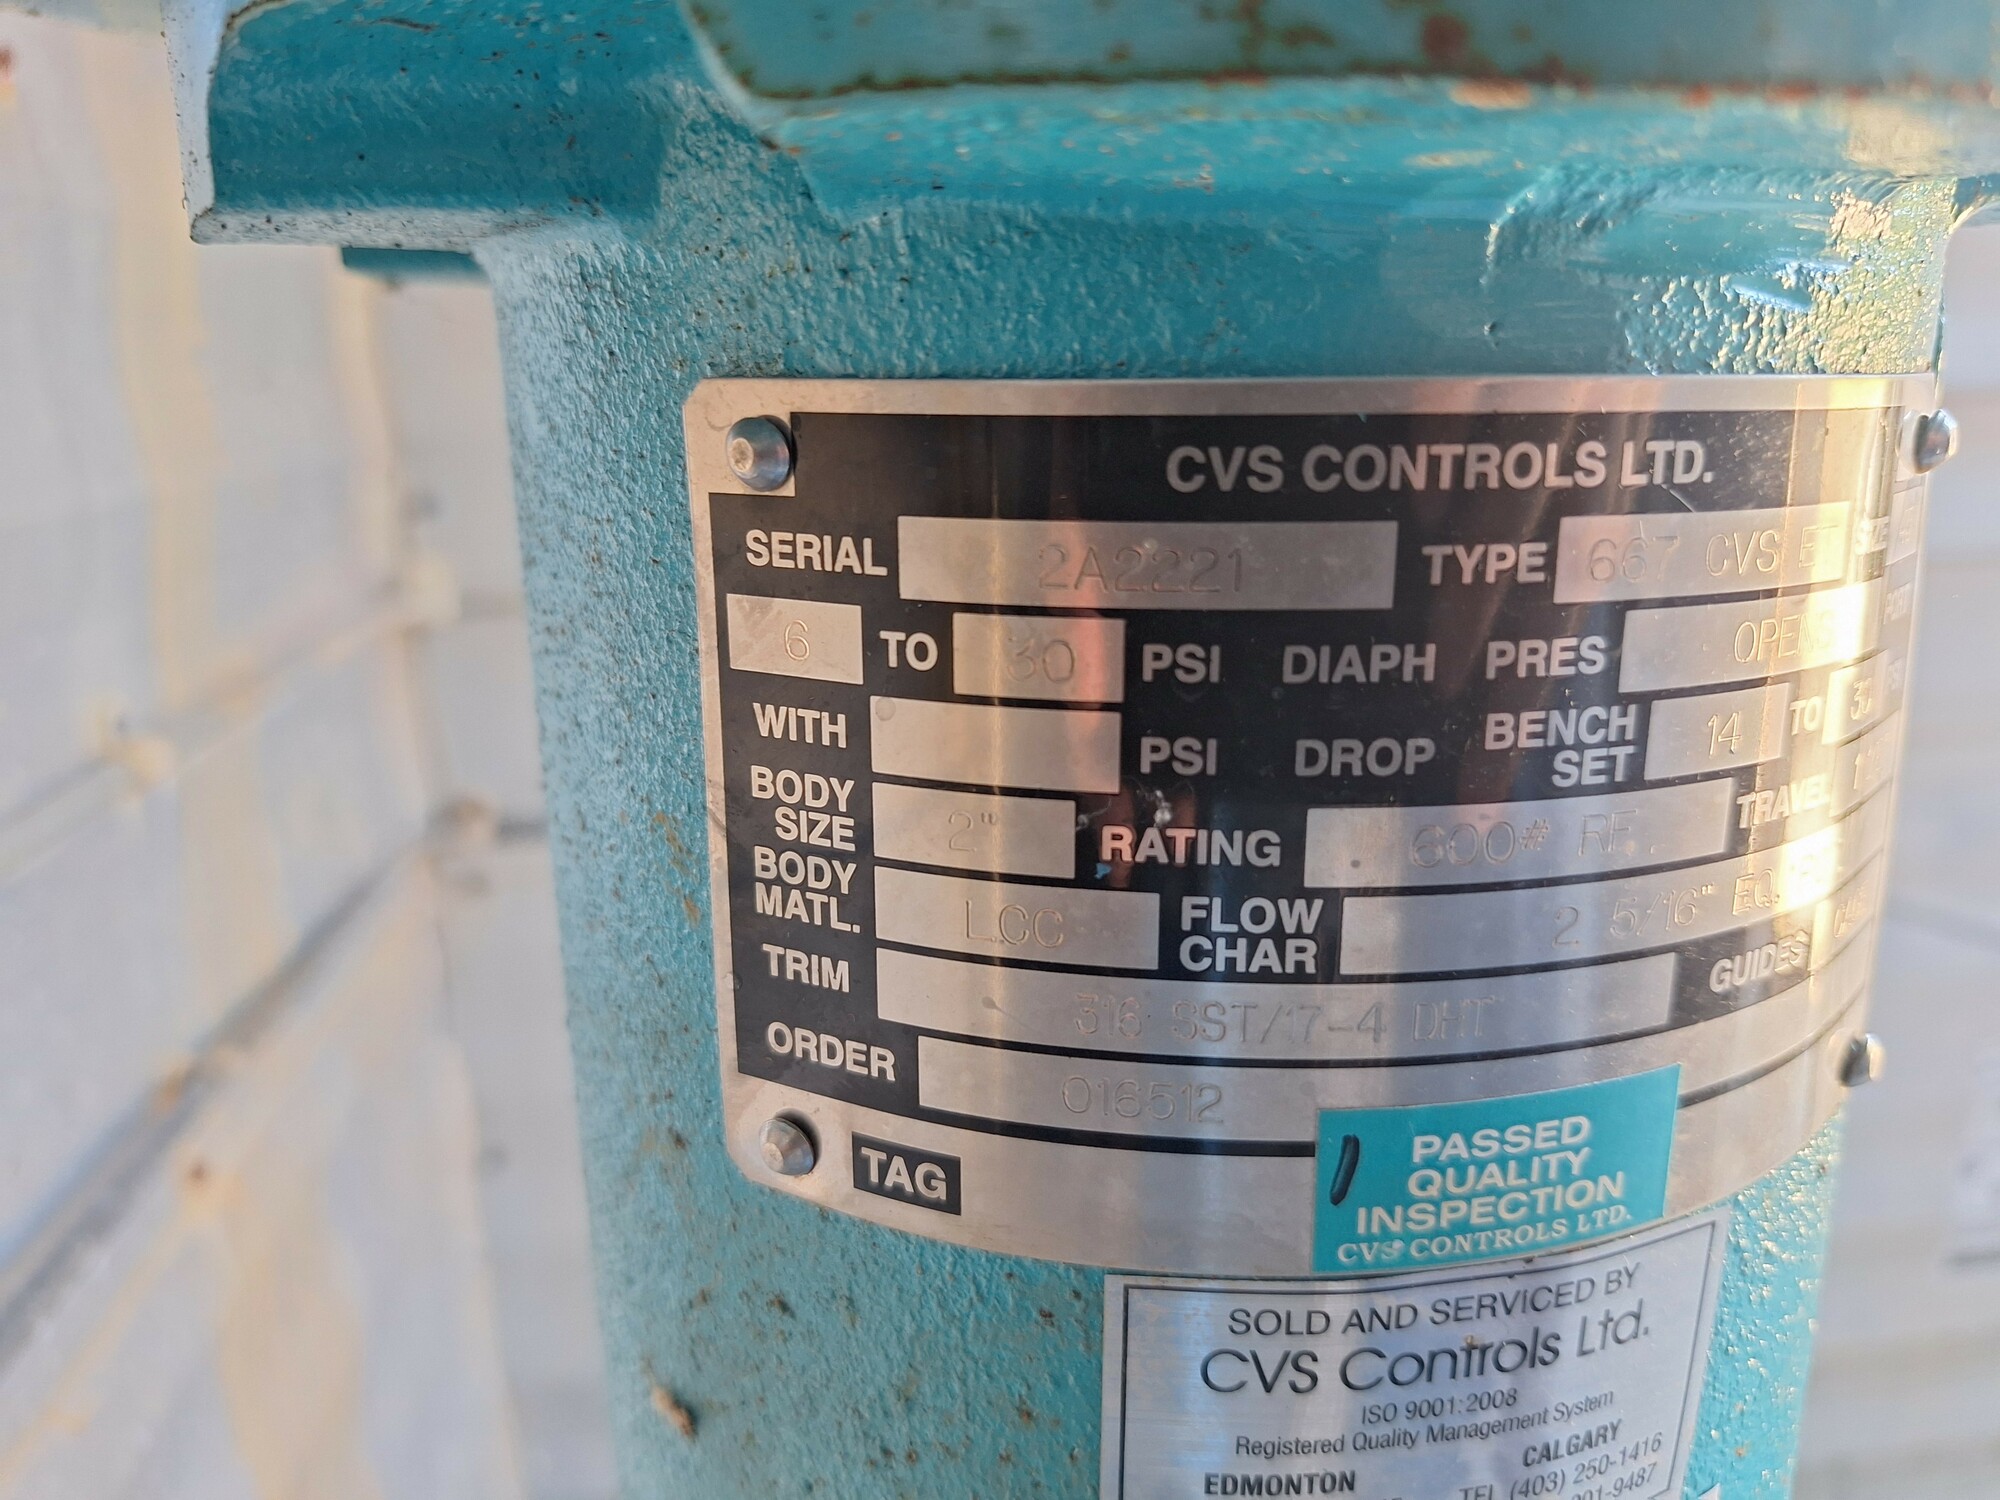 CVS CONTROLS LTD.
SERIAL 2A2221 TYPE 667 CVS SIZE
6 TO 30 PSI DIAPH PRES OPENS
WITH PSI DROP BENCH SET 14 TO PSI
BODY SIZE 2" RATING 600# RF. TRAVEL
BODY MATL. LCC FLOW CHAR 2 5/16" EQ.
TRIM 316 SST/17-4 DHT GUIDES
ORDER 016512
TAG
PASSED
QUALITY
INSPECTION
CVS CONTROLS LTD.
SOLD AND SERVICED BY
CVS Controls Ltd.
ISO 9001:2008
Registered Quality Management System
EDMONTON CALGARY
TEL (403) 250-1416